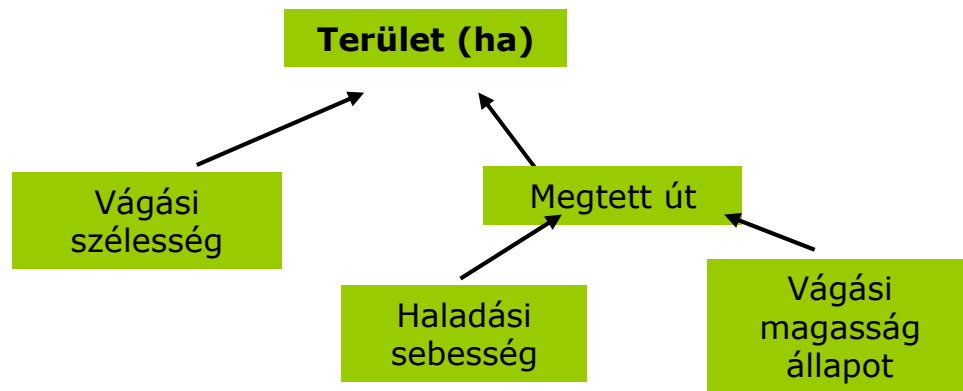 Terület (ha)
Vágási
szélesség
Megtett út
Haladási
sebesség
Vágási
magasság
állapot